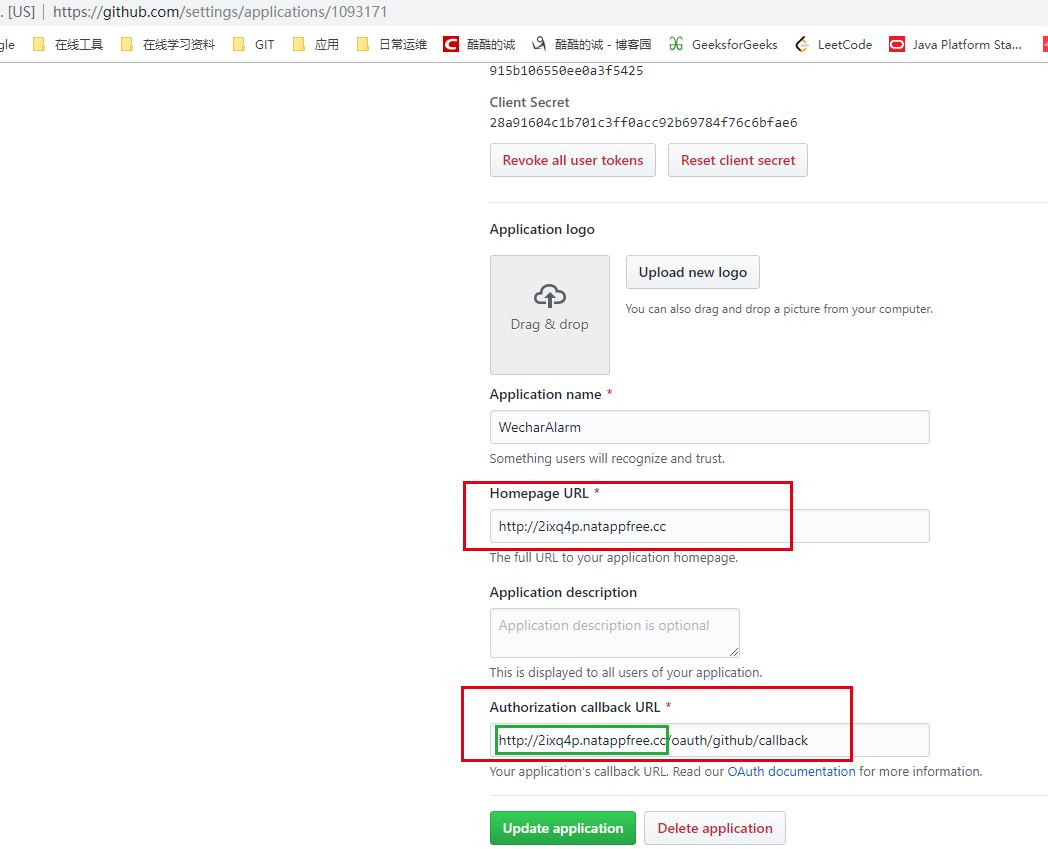 . [US] https://github.com/settings/applications/1093171
gle 在线工具 在线学习资料 GIT 应用 日常运维 酷酷的诚 酷酷的诚 - 博客园 GeeksforGeeks LeetCode Java Platform Sta...
915b106550ee0a3f5425
Client Secret
28a91604c1b701c3ff0acc92b69784f76c6bfae6
Revoke all user tokens Reset client secret
Application logo
Upload new logo
Drag & drop
You can also drag and drop a picture from your computer.
Application name *
WecharAlarm
Something users will recognize and trust.
Homepage URL *
http://2ixq4p.natappfree.cc
The full URL to your application homepage.
Application description
Application description is optional
This is displayed to all users of your application.
Authorization callback URL *
http://2ixq4p.natappfree.cc/oauth/github/callback
Your application's callback URL. Read our OAuth documentation for more information.
Update application Delete application